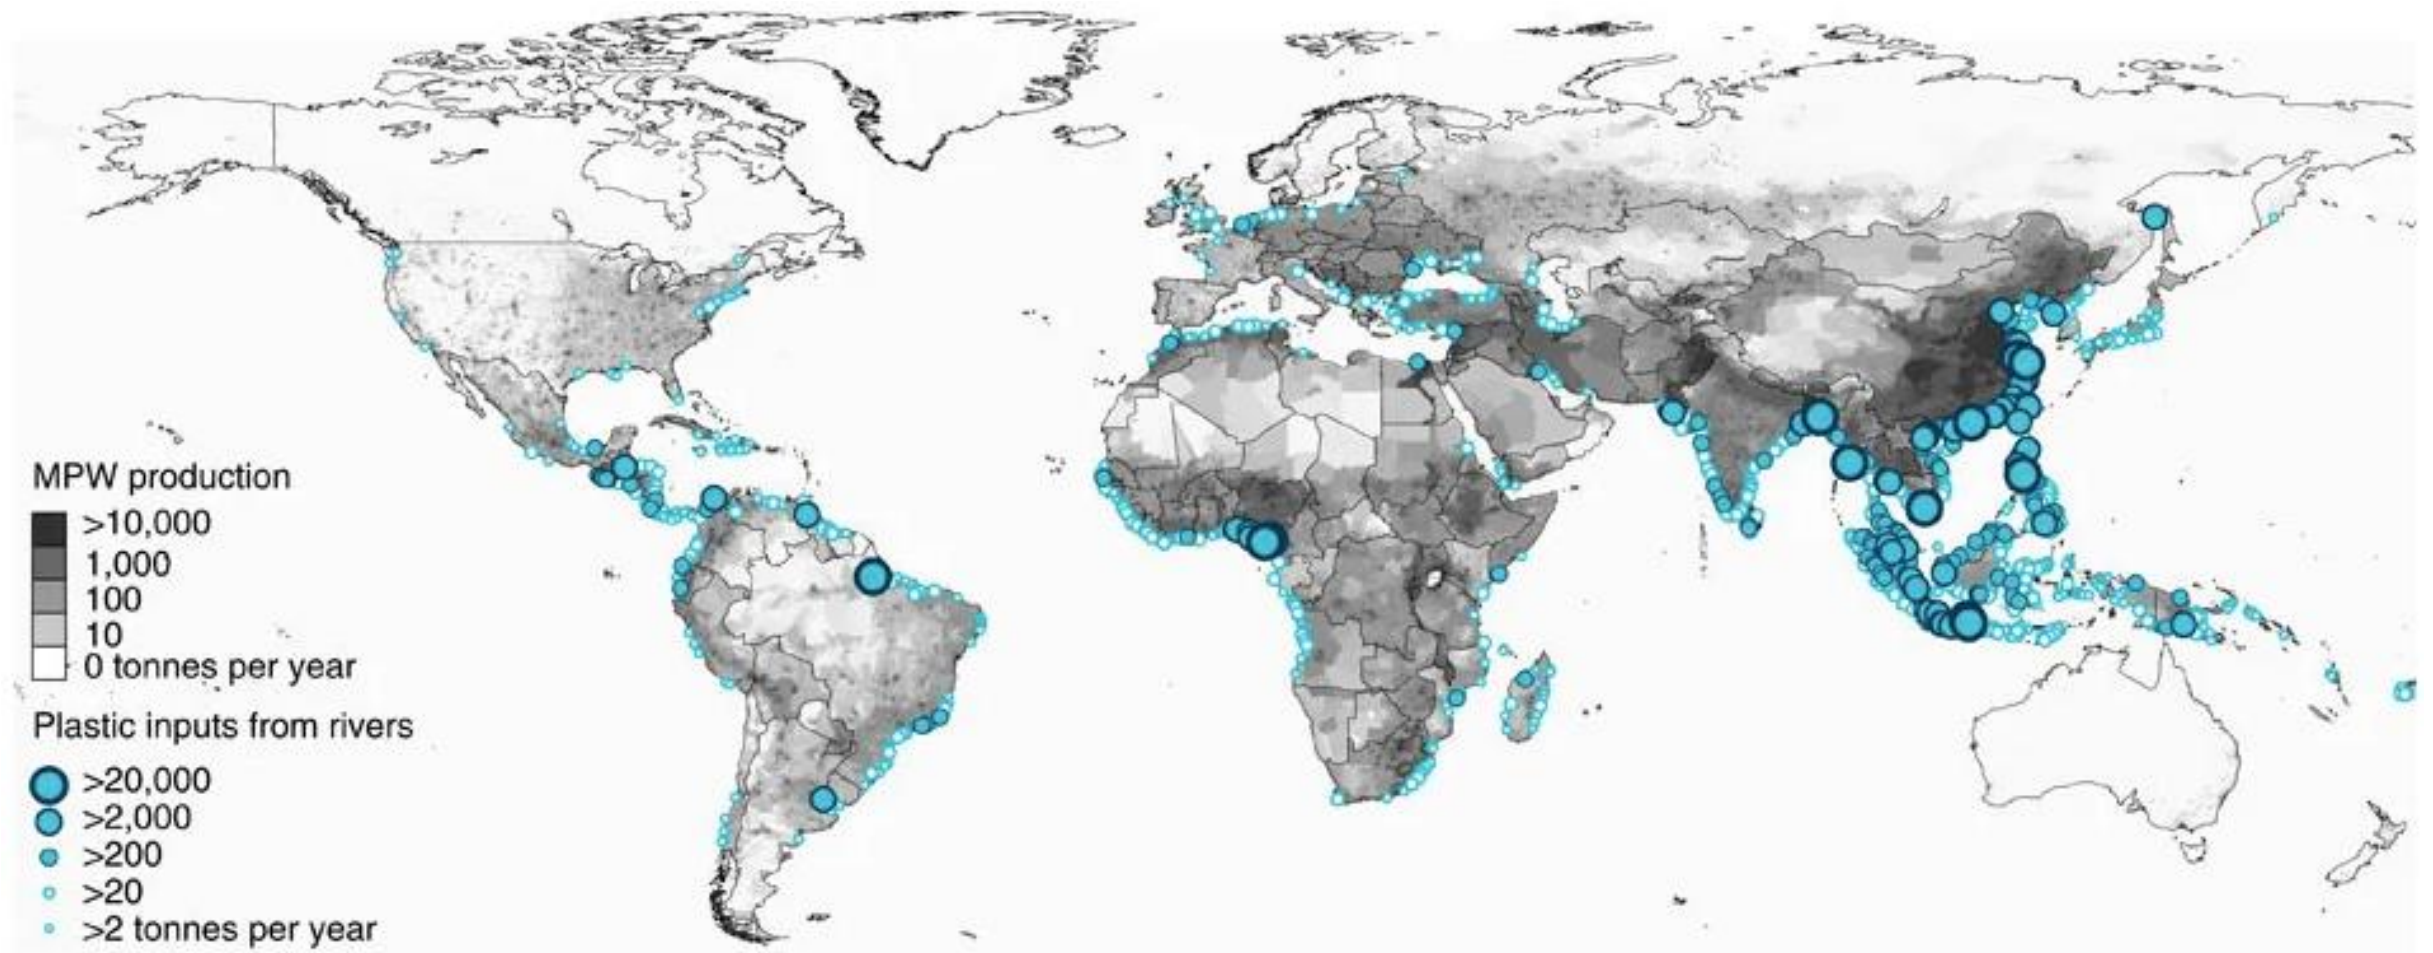 MPW production
>10,000
1,000
100
10
0 tonnes per year
Plastic inputs from rivers
>20,000
>2,000
>200
>20
>2 tonnes per year